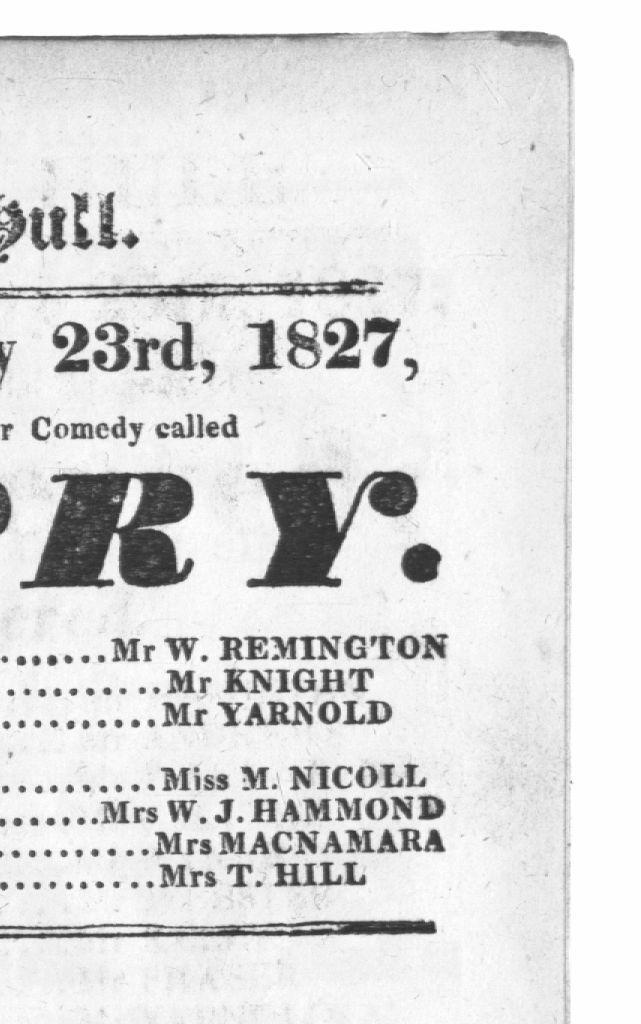 Hull.
y 23rd, 1827,
r Comedy called
RY.
.......Mr W. REMINGTON
..........Mr KNIGHT
..........Mr YARNOLD
..........Miss M. NICOLL
.......Mrs W. J. HAMMOND
..........Mrs MACNAMARA
..........Mrs T. HILL